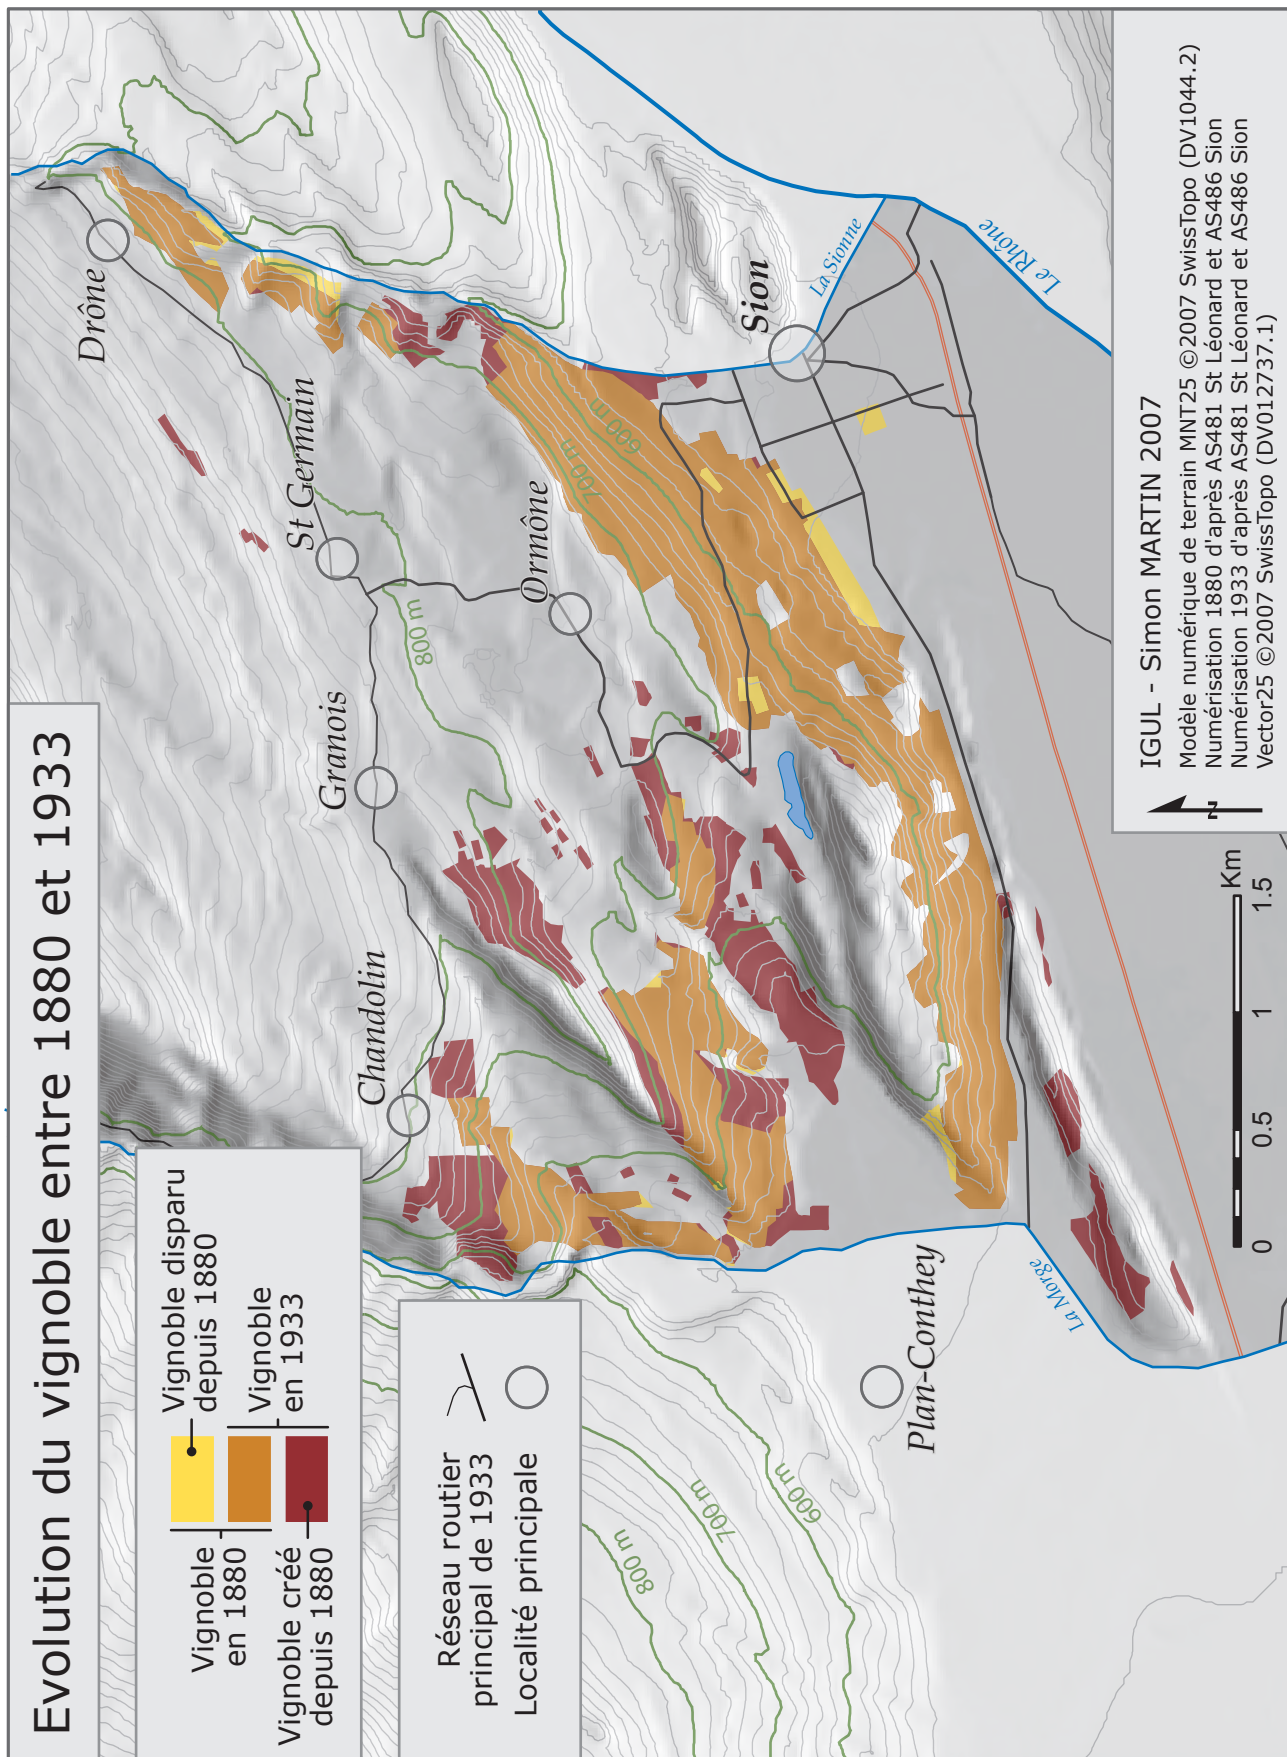 Evolution du vignoble entre 1880 et 1933
Vignoble
en 1880
Vignoble créé
depuis 1880
Vignoble disparu
depuis 1880
Vignoble
en 1933
Réseau routier
principal de 1933
Localité principale
Chandolin
Granois
St Germain
Drône
Ormône
Sion
Plan-Conthey
La Morge
La Sionne
Le Rhône
800 m
700 m
600 m
800 m
700 m
600 m
0
0.5
1
1.5
Km
N
IGUL - Simon MARTIN 2007
Modèle numérique de terrain MNT25 ©2007 SwissTopo (DV1044.2)
Numérisation 1880 d'après AS481 St Léonard et AS486 Sion
Numérisation 1933 d'après AS481 St Léonard et AS486 Sion
Vector25 ©2007 SwissTopo (DV012737.1)